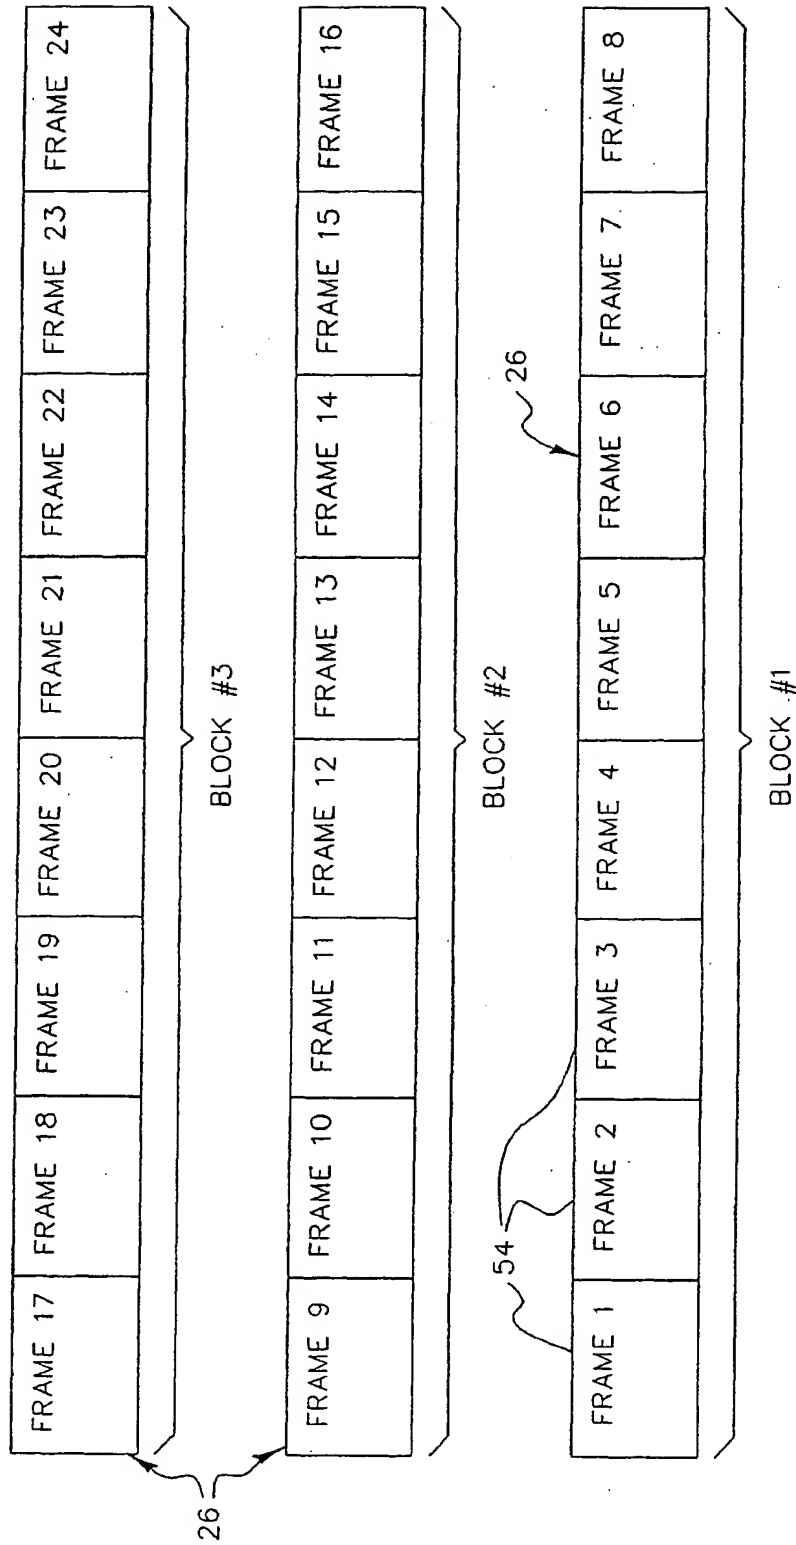 FRAME 17 FRAME 18 FRAME 19 FRAME 20 FRAME 21 FRAME 22 FRAME 23 FRAME 24
BLOCK #3
26
FRAME 9 FRAME 10 FRAME 11 FRAME 12 FRAME 13 FRAME 14 FRAME 15 FRAME 16
BLOCK #2
54
26
FRAME 1 FRAME 2 FRAME 3 FRAME 4 FRAME 5 FRAME 6 FRAME 7 FRAME 8
BLOCK #1